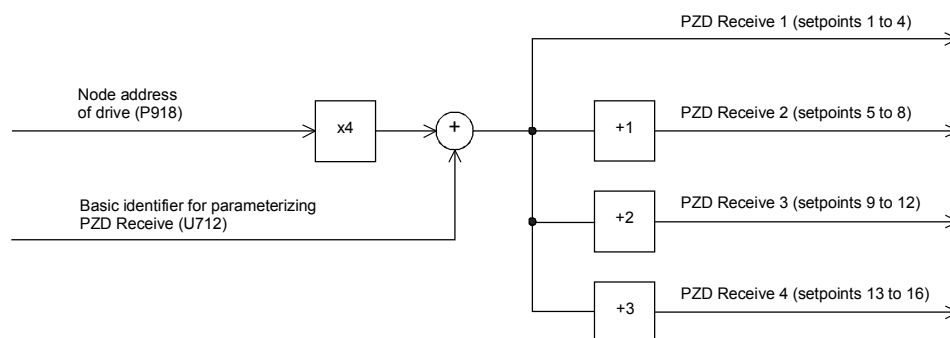 PZD Receive 1 (setpoints 1 to 4)
Node address
of drive (P918)
x4
+
+1
PZD Receive 2 (setpoints 5 to 8)
Basic identifier for parameterizing
PZD Receive (U712)
+2
PZD Receive 3 (setpoints 9 to 12)
+3
PZD Receive 4 (setpoints 13 to 16)